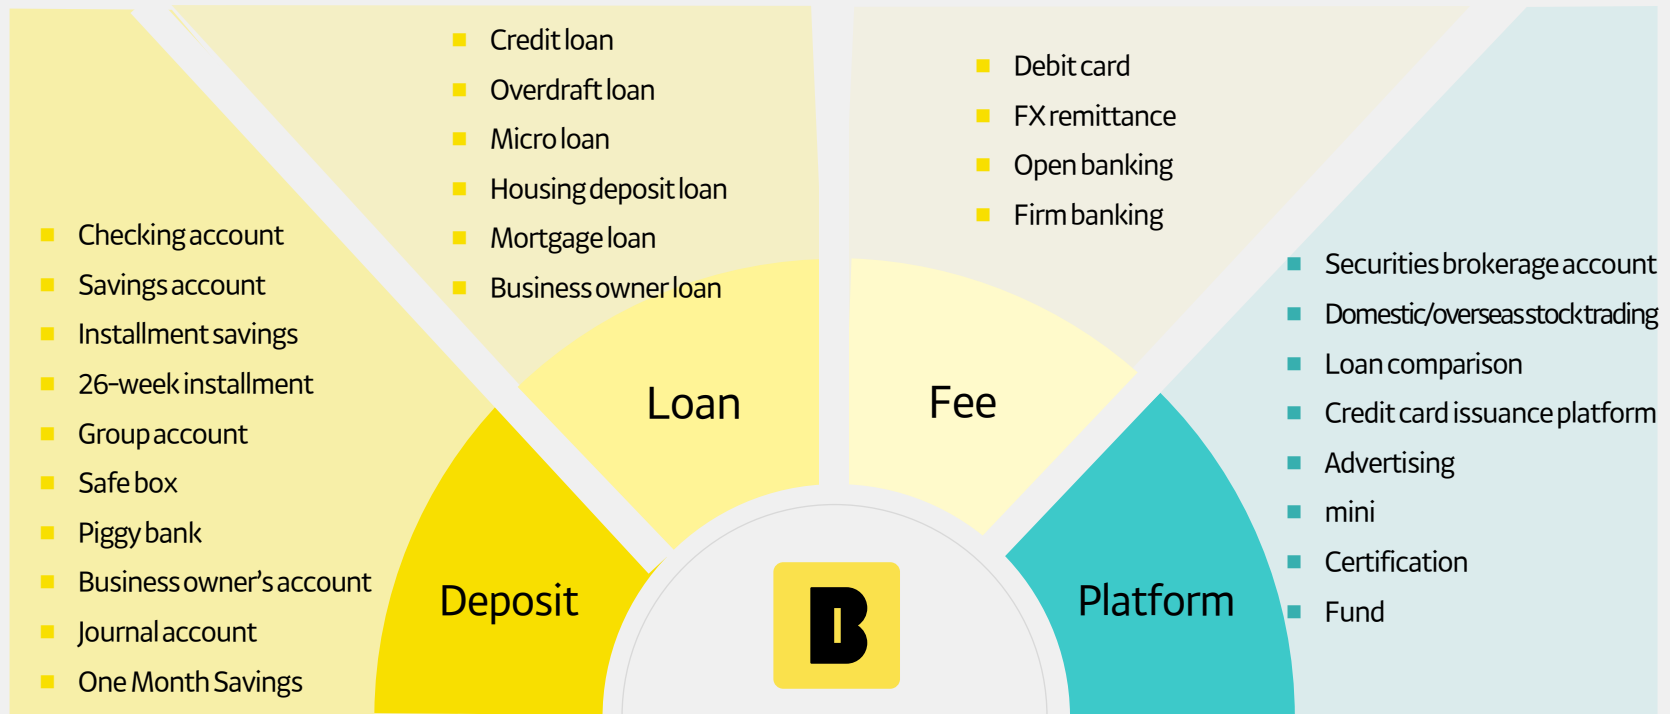 Checking account
Savings account
Installment savings
26-week installment
Group account
Safe box
Piggy bank
Business owner's account
Journal account
One Month Savings
Deposit
Credit loan
Overdraft loan
Micro loan
Housing deposit loan
Mortgage loan
Business owner loan
Loan
Debit card
FX remittance
Open banking
Firm banking
Fee
Securities brokerage account
Domestic/overseas stock trading
Loan comparison
Credit card issuance platform
Advertising
mini
Certification
Fund
Platform
B